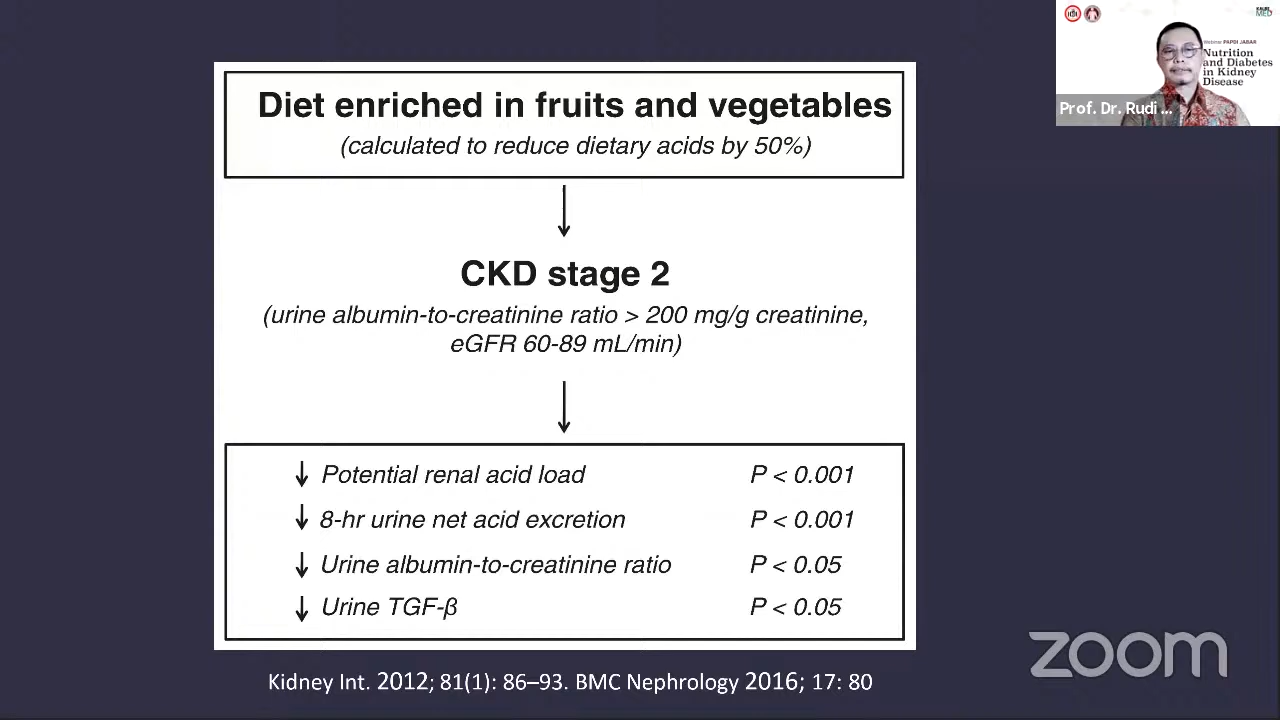 Diet enriched in fruits and vegetables
(calculated to reduce dietary acids by 50%)
CKD stage 2
(urine albumin-to-creatinine ratio > 200 mg/g creatinine,
eGFR 60-89 mL/min)
↓ Potential renal acid load P < 0.001
↓ 8-hr urine net acid excretion P < 0.001
↓ Urine albumin-to-creatinine ratio P < 0.05
↓ Urine TGF-β P < 0.05
Kidney Int. 2012; 81(1): 86–93. BMC Nephrology 2016; 17: 80
Webinar PAPDI JABAR
Nutrition
and Diabetes
in Kidney
Disease
Prof. Dr. Rudi ...
zoom